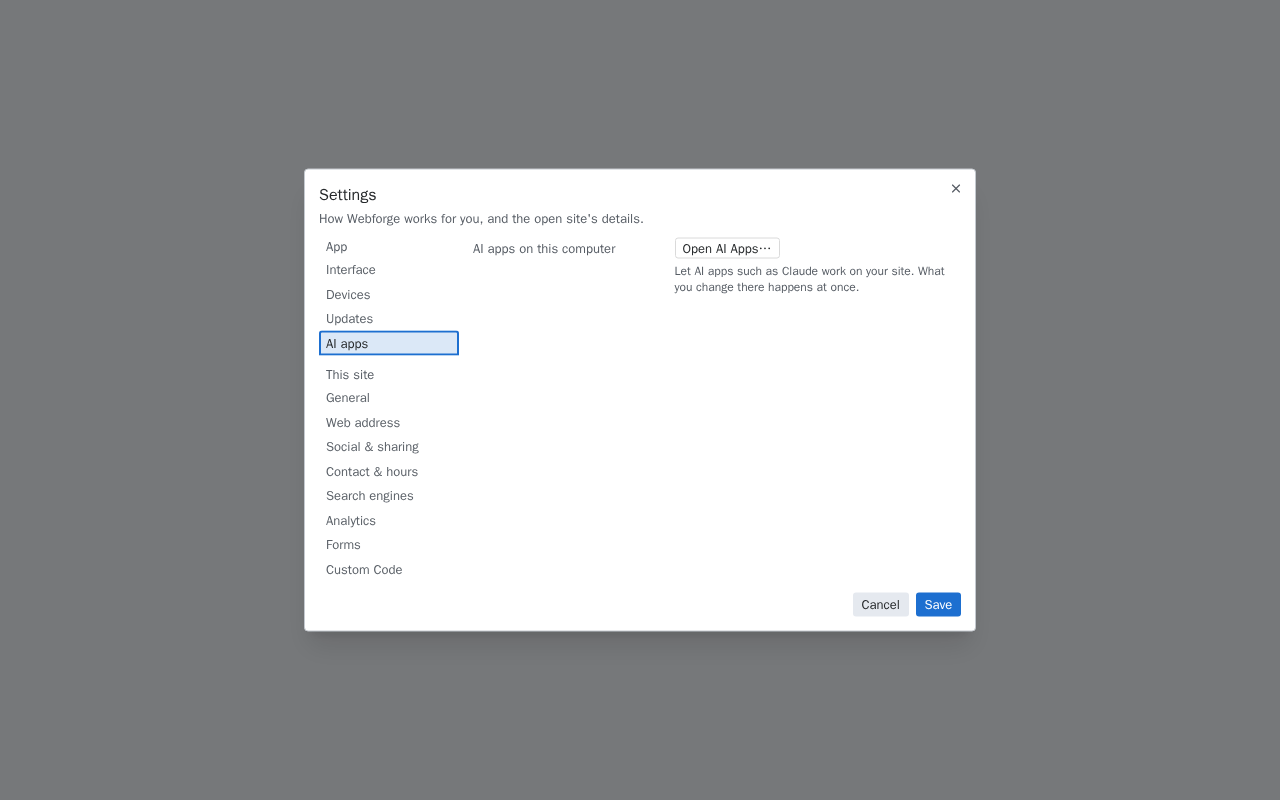 Settings
How Webforge works for you, and the open site's details.
App
Interface
Devices
Updates
AI apps
This site
General
Web address
Social & sharing
Contact & hours
Search engines
Analytics
Forms
Custom Code
AI apps on this computer
Open AI Apps···
Let AI apps such as Claude work on your site. What
you change there happens at once.
Cancel
Save